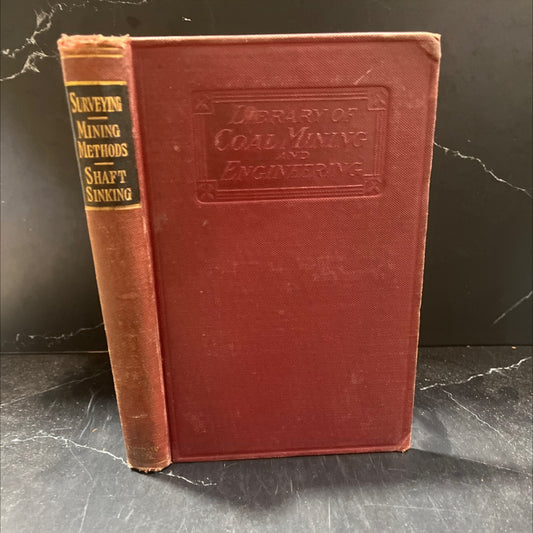 SURVEYING
MINING
METHODS
SHAFT
SINKING
LIBRARY OF
COAL MINING
AND
ENGINEERING